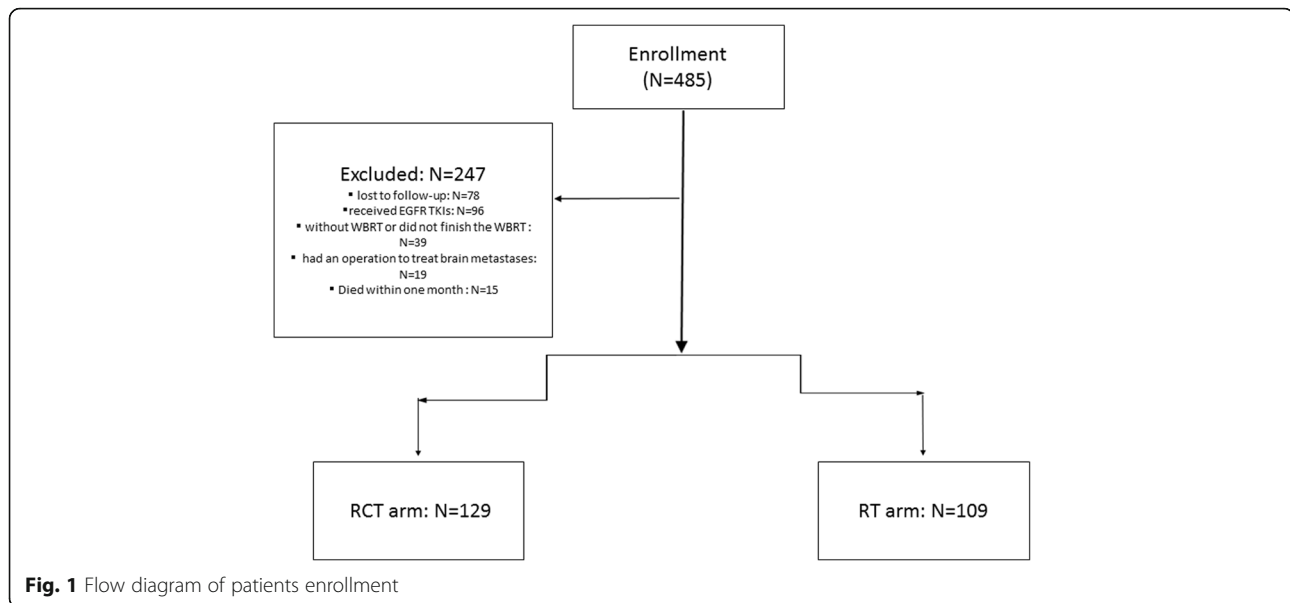 Enrollment
(N=485)
Excluded: N=247
▪ lost to follow-up: N=78
▪ received EGFR TKIs: N=96
▪ without WBRT or did not finish the WBRT :
N=39
▪ had an operation to treat brain metastases:
N=19
▪ Died within one month : N=15
RCT arm: N=129
RT arm: N=109
Fig. 1 Flow diagram of patients enrollment